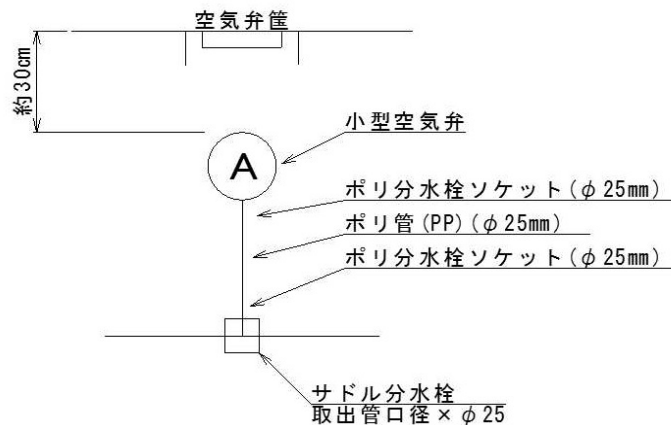 空気弁筐
約30cm
小型空気弁
A
ポリ分水栓ソケット(φ25mm)
ポリ管(PP)(φ25mm)
ポリ分水栓ソケット(φ25mm)
サドル分水栓
取出管口径×φ25